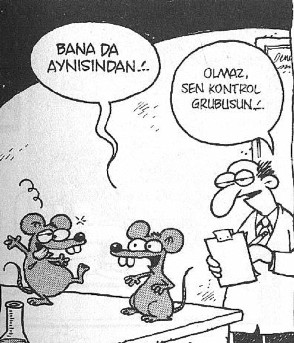 BANA DA
AYNISINDAN...
OLMAZ,
SEN KONTROL
GRUBUSUN...